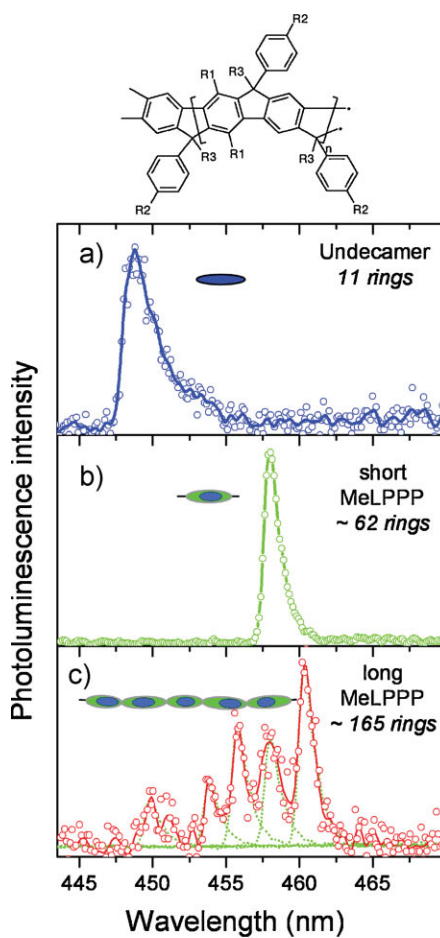 R2
R1
R3
n
R3
R1
R3
R2
R2
a)
Undecamer
11 rings
b)
short
MeLPPP
~ 62 rings
c)
long
MeLPPP
~ 165 rings
Photoluminescence intensity
445 450 455 460 465
Wavelength (nm)